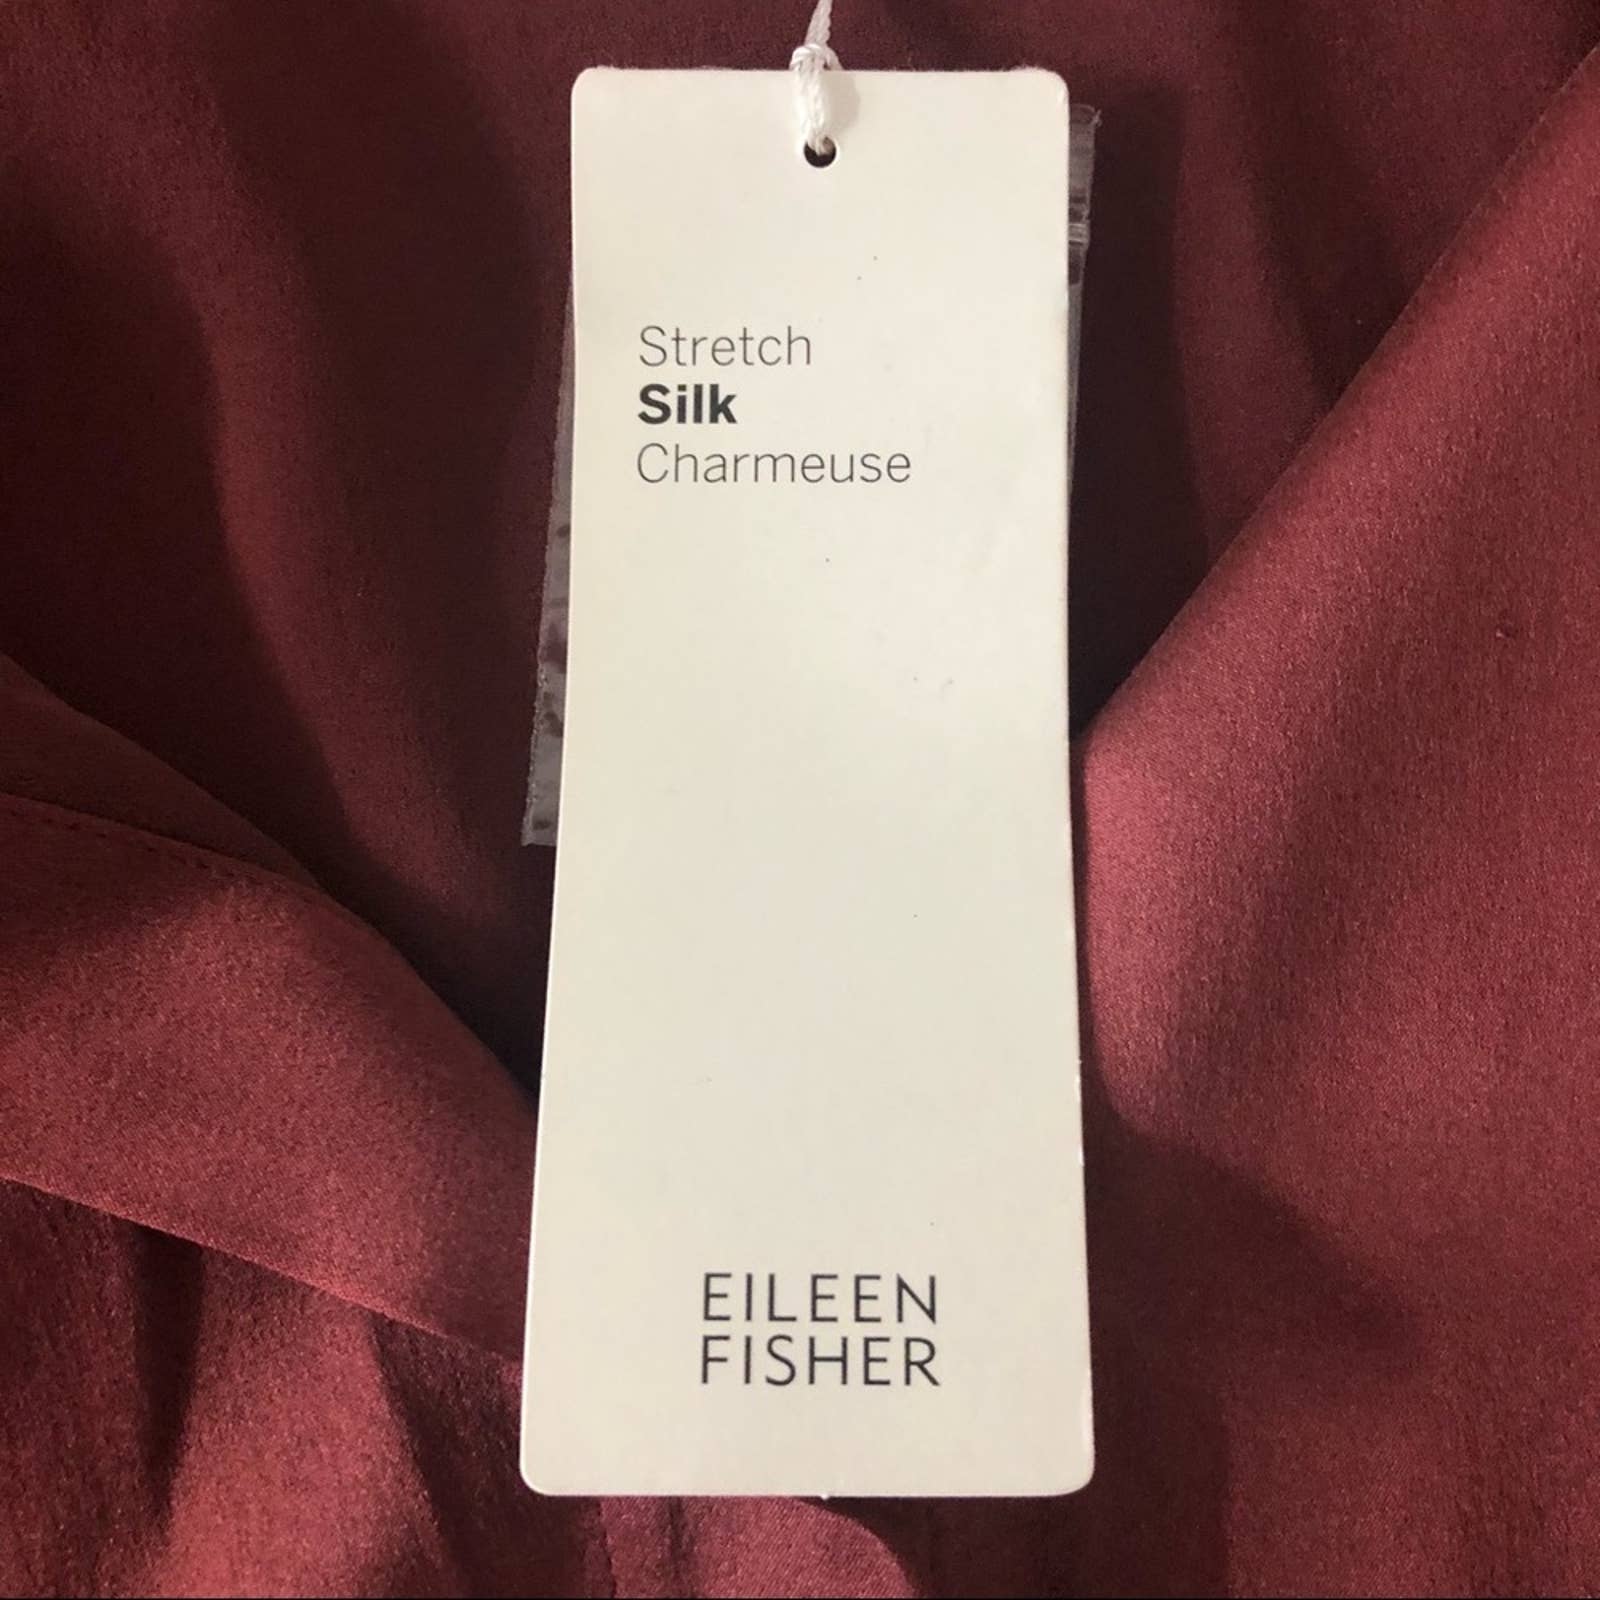 Stretch
Silk
Charmeuse
EILEEN
FISHER